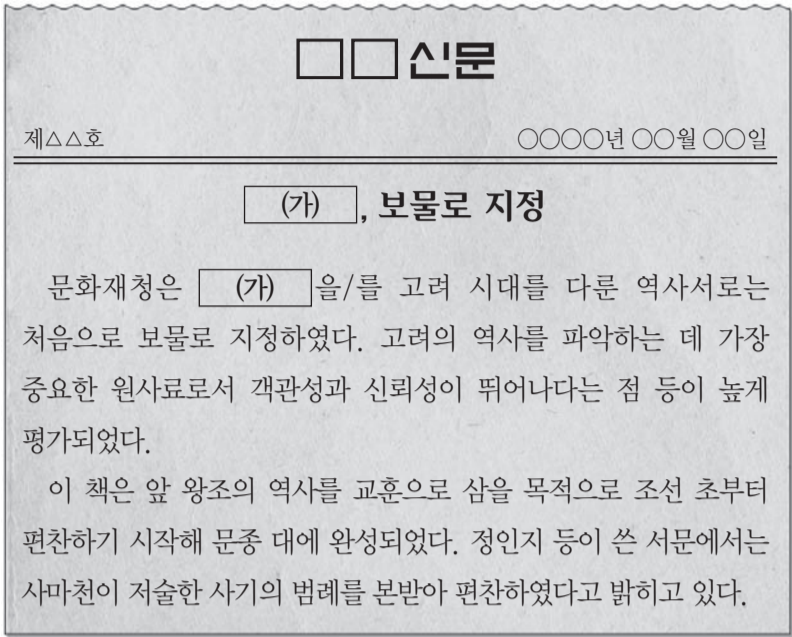 □□신문
제△△호 ○○○○년 ○○월 ○○일
(가), 보물로 지정
문화재청은 (가) 을/를 고려 시대를 다룬 역사서로는
처음으로 보물로 지정하였다. 고려의 역사를 파악하는 데 가장
중요한 원사료로서 객관성과 신뢰성이 뛰어나다는 점 등이 높게
평가되었다.
이 책은 앞 왕조의 역사를 교훈으로 삼을 목적으로 조선 초부터
편찬하기 시작해 문종 대에 완성되었다. 정인지 등이 쓴 서문에서는
사마천이 저술한 사기의 범례를 본받아 편찬하였다고 밝히고 있다.